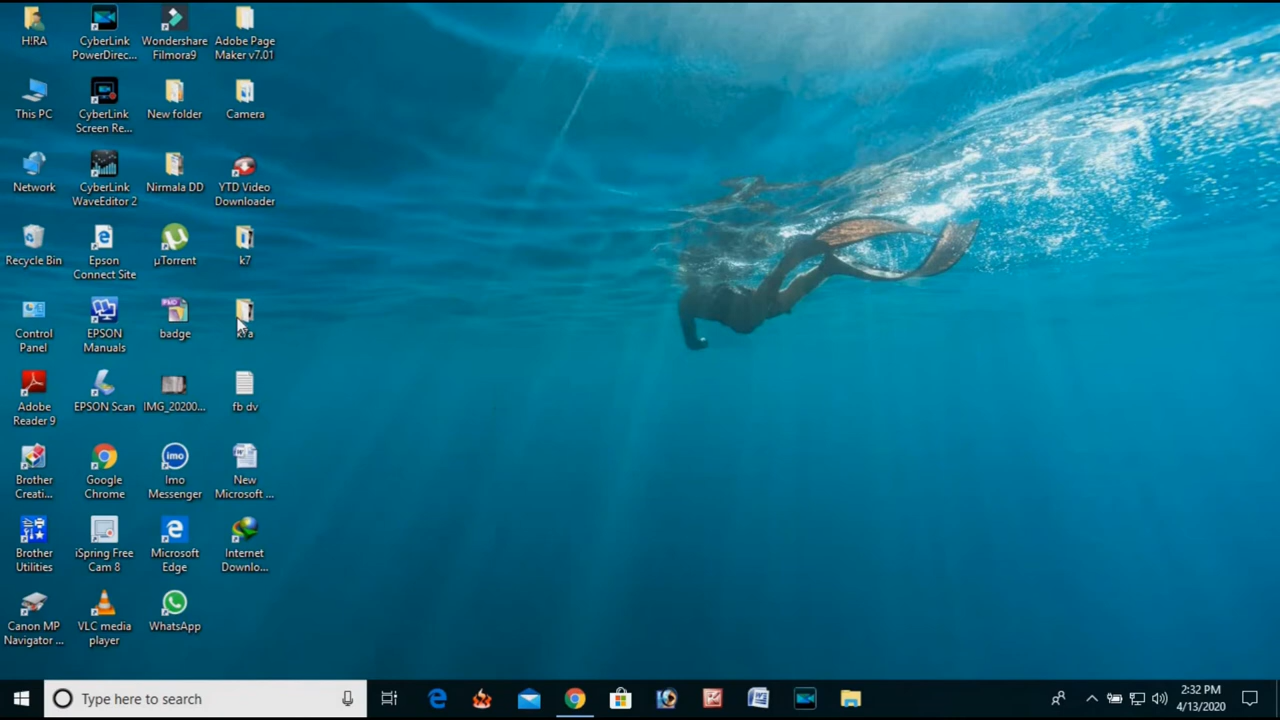 H!RA
CyberLink
PowerDirec...
Wondershare
Filmora9
Adobe Page
Maker v7.01
This PC
CyberLink
Screen Re...
New folder
Camera
Network
CyberLink
WaveEditor 2
Nirmala DD
YTD Video
Downloader
Recycle Bin
Epson
Connect Site
µTorrent
k7
Control
Panel
EPSON
Manuals
badge
Adobe
Reader 9
EPSON Scan
IMG_20200...
fb dv
Brother
Creati...
Google
Chrome
Imo
Messenger
New
Microsoft ...
Brother
Utilities
iSpring Free
Cam 8
Microsoft
Edge
Internet
Downlo...
Canon MP
Navigator ...
VLC media
player
WhatsApp
Type here to search
2:32 PM
4/13/2020